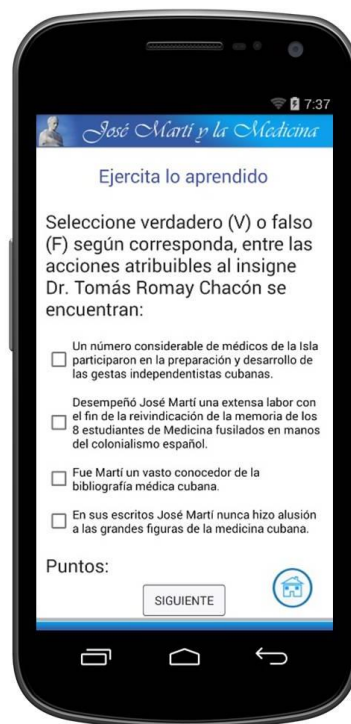 7:37
José Martí y la Medicina
Ejercita lo aprendido
Seleccione verdadero (V) o falso
(F) según corresponda, entre las
acciones atribuibles al insigne
Dr. Tomás Romay Chacón se
encuentran:
Un número considerable de médicos de la Isla
participaron en la preparación y desarrollo de
las gestas independentistas cubanas.
Desempeñó José Martí una extensa labor con
el fin de la reivindicación de la memoria de los
8 estudiantes de Medicina fusilados en manos
del colonialismo español.
Fue Martí un vasto conocedor de la
bibliografía médica cubana.
En sus escritos José Martí nunca hizo alusión
a las grandes figuras de la medicina cubana.
Puntos:
SIGUIENTE